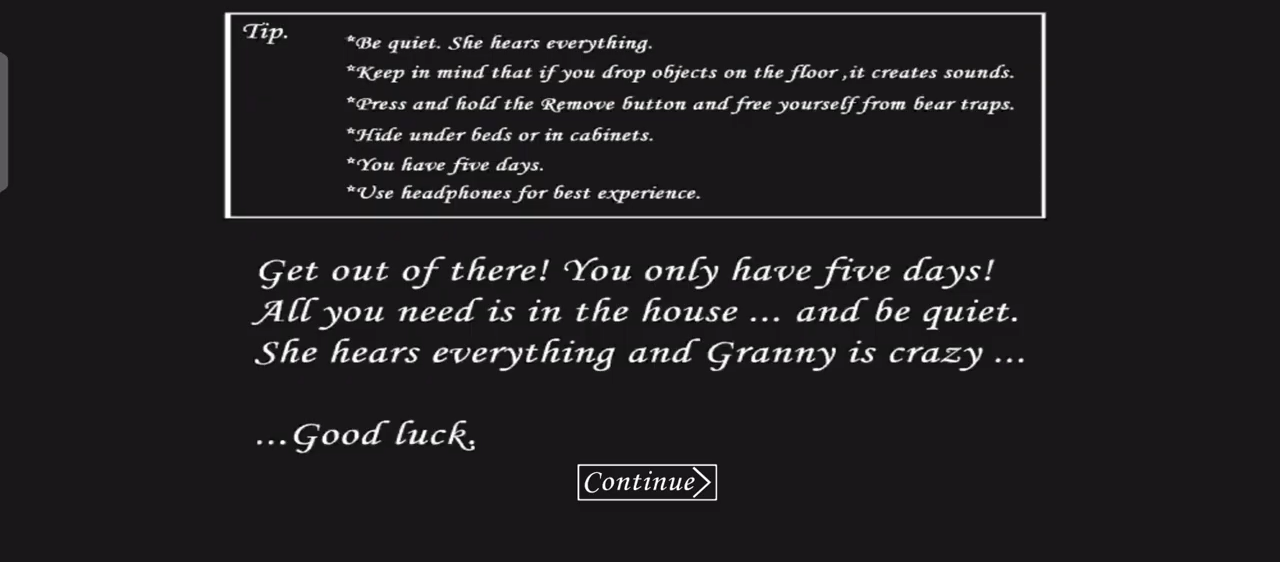 Tip.
*Be quiet. She hears everything.
*Keep in mind that if you drop objects on the floor ,it creates sounds.
*Press and hold the Remove button and free yourself from bear traps.
*Hide under beds or in cabinets.
*You have five days.
*Use headphones for best experience.
Get out of there! You only have five days!
All you need is in the house ... and be quiet.
She hears everything and Granny is crazy ...
...Good luck.
Continue